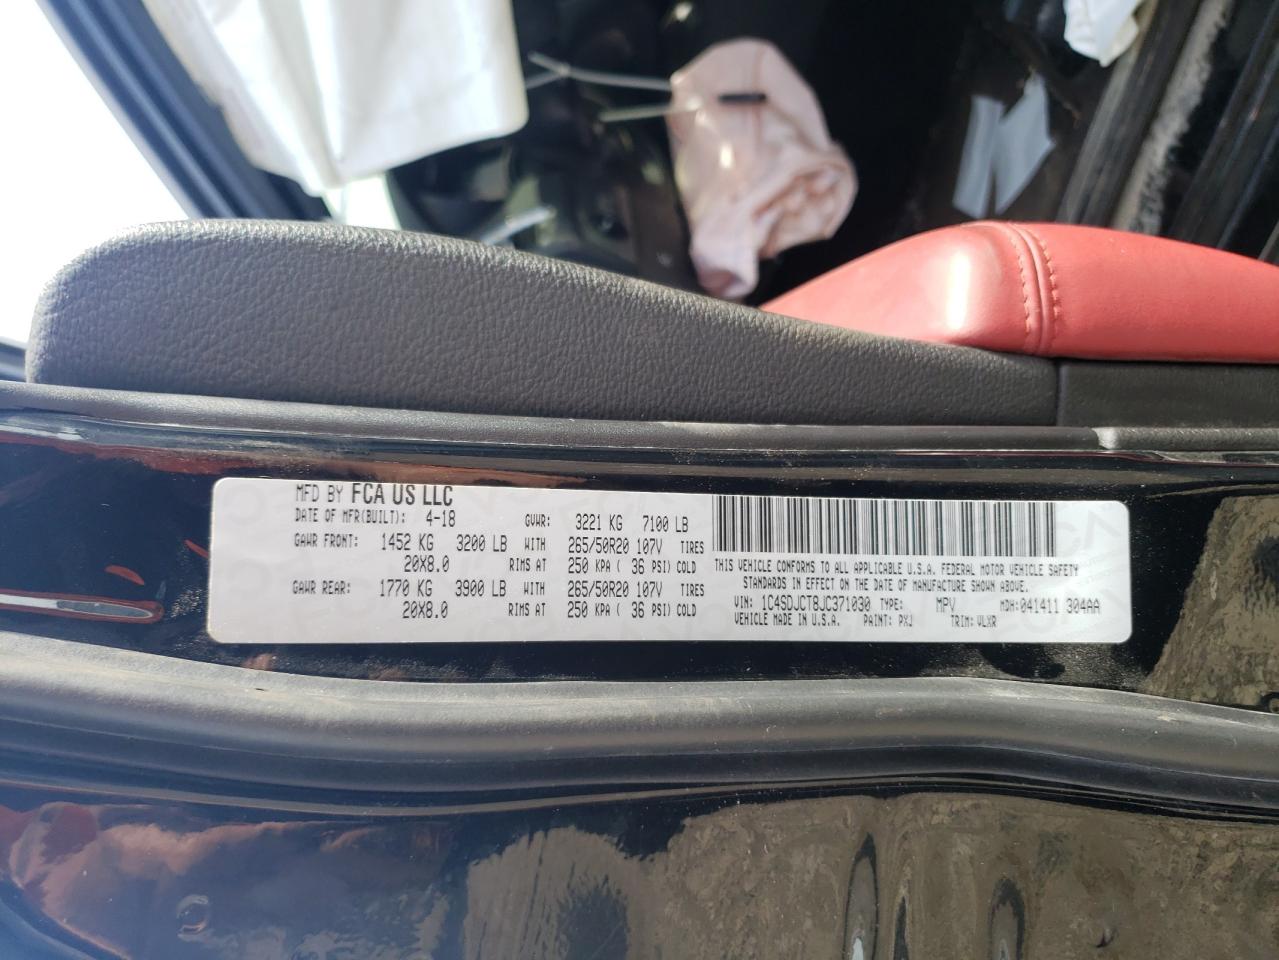 MFD BY FCA US LLC
DATE OF MFR(BUILT): 4-18 GVWR: 3221 KG 7100 LB
GAWR FRONT: 1452 KG 3200 LB WITH 265/50R20 107V TIRES
20X8.0 RIMS AT 250 KPA ( 36 PSI) COLD
GAWR REAR: 1770 KG 3900 LB WITH 265/50R20 107V TIRES
20X8.0 RIMS AT 250 KPA ( 36 PSI) COLD
THIS VEHICLE CONFORMS TO ALL APPLICABLE U.S.A. FEDERAL MOTOR VEHICLE SAFETY
STANDARDS IN EFFECT ON THE DATE OF MANUFACTURE SHOWN ABOVE.
VIN: 1C4SDJCT8JC371030 TYPE: MPV MDH: 041411 304AA
VEHICLE MADE IN U.S.A. PAINT: PXJ TRIM: VLXR